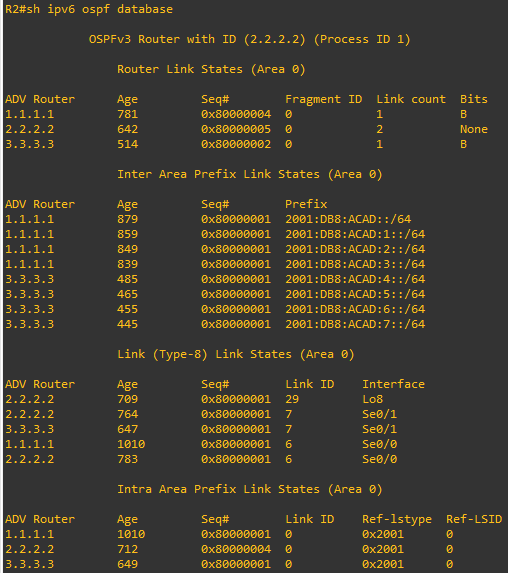 R2#sh ipv6 ospf database
OSPFv3 Router with ID (2.2.2.2) (Process ID 1)
Router Link States (Area 0)
ADV Router Age Seq# Fragment ID Link count Bits
1.1.1.1 781 0x80000004 0 1 B
2.2.2.2 642 0x80000005 0 2 None
3.3.3.3 514 0x80000002 0 1 B
Inter Area Prefix Link States (Area 0)
ADV Router Age Seq# Prefix
1.1.1.1 879 0x80000001 2001:DB8:ACAD::/64
1.1.1.1 859 0x80000001 2001:DB8:ACAD:1::/64
1.1.1.1 849 0x80000001 2001:DB8:ACAD:2::/64
1.1.1.1 839 0x80000001 2001:DB8:ACAD:3::/64
3.3.3.3 485 0x80000001 2001:DB8:ACAD:4::/64
3.3.3.3 465 0x80000001 2001:DB8:ACAD:5::/64
3.3.3.3 455 0x80000001 2001:DB8:ACAD:6::/64
3.3.3.3 445 0x80000001 2001:DB8:ACAD:7::/64
Link (Type-8) Link States (Area 0)
ADV Router Age Seq# Link ID Interface
2.2.2.2 709 0x80000001 29 Lo8
2.2.2.2 764 0x80000001 7 Se0/1
3.3.3.3 647 0x80000001 7 Se0/1
1.1.1.1 1010 0x80000001 6 Se0/0
2.2.2.2 783 0x80000001 6 Se0/0
Intra Area Prefix Link States (Area 0)
ADV Router Age Seq# Link ID Ref-lstype Ref-LSID
1.1.1.1 1010 0x80000001 0 0x2001 0
2.2.2.2 712 0x80000004 0 0x2001 0
3.3.3.3 649 0x80000001 0 0x2001 0